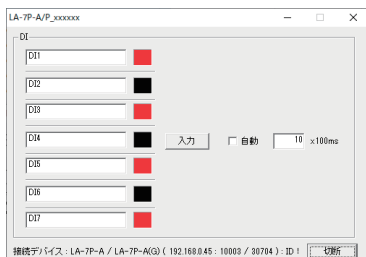 LA-7P-A/P_xxxxxx
DI
DI1
DI2
DI3
DI4
入力
自動
10
×100ms
DI5
DI6
DI7
接続デバイス : LA-7P-A / LA-7P-A(G) ( 192.168.0.45 : 10003 / 30704 ) : ID !
切断